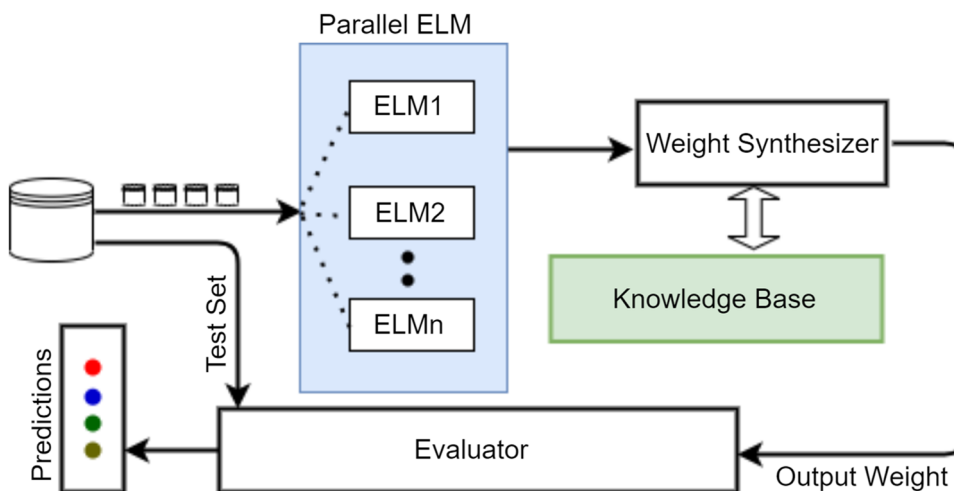 Parallel ELM
ELM1
Weight Synthesizer
ELM2
Knowledge Base
ELMn
Test Set
Predictions
Evaluator
Output Weight